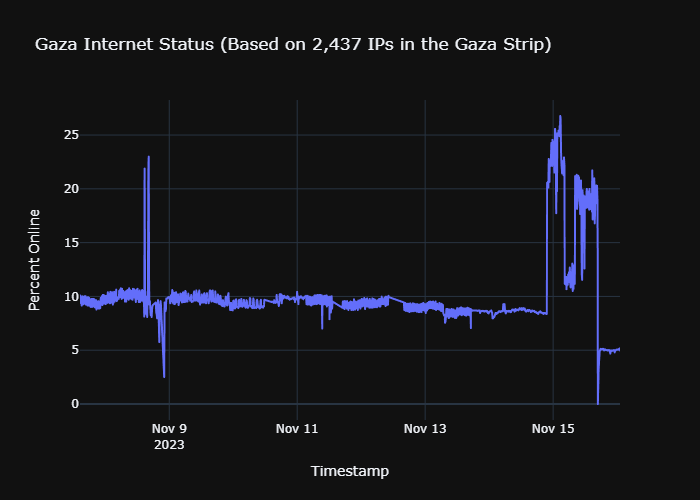 Gaza Internet Status (Based on 2,437 IPs in the Gaza Strip)
Percent Online
25
20
15
10
5
0
Nov 9
2023
Nov 11
Nov 13
Nov 15
Timestamp